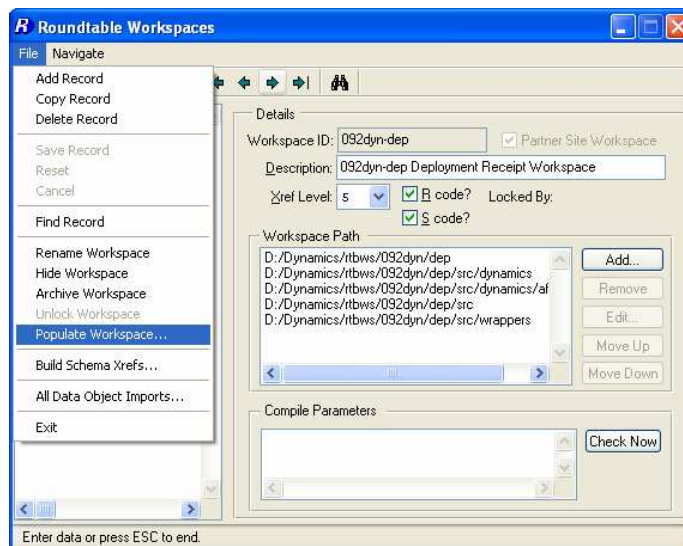 R Roundtable Workspaces
File Navigate
Add Record
Copy Record
Delete Record
Save Record
Reset
Cancel
Find Record
Rename Workspace
Hide Workspace
Archive Workspace
Unlock Workspace
Populate Workspace...
Build Schema Xrefs...
All Data Object Imports...
Exit
Details
Workspace ID: 092dyn-dep Partner Site Workspace
Description: 092dyn-dep Deployment Receipt Workspace
Xref Level: 5 R code? Locked By:
S code?
Workspace Path
D:/Dynamics/rtbws/092dyn/dep
D:/Dynamics/rtbws/092dyn/dep/src/dynamics
D:/Dynamics/rtbws/092dyn/dep/src/dynamics/af
D:/Dynamics/rtbws/092dyn/dep/src
D:/Dynamics/rtbws/092dyn/dep/src/wrappers
Add...
Remove
Edit...
Move Up
Move Down
Compile Parameters
Check Now
Enter data or press ESC to end.